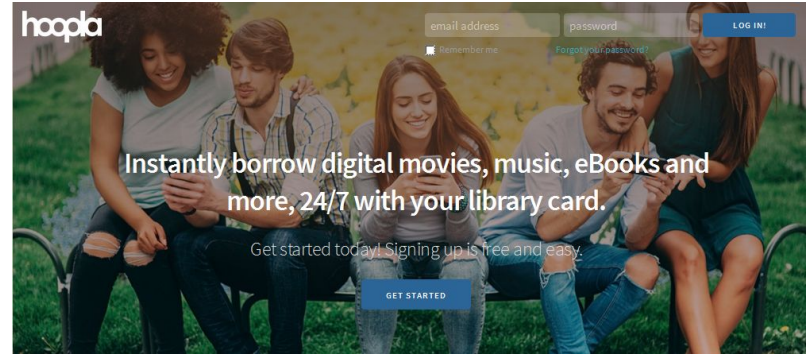 hoopla
email address
password
LOG IN!
Remember me
Forgot your password?
Instantly borrow digital movies, music, eBooks and
more, 24/7 with your library card.
Get started today! Signing up is free and easy.
GET STARTED